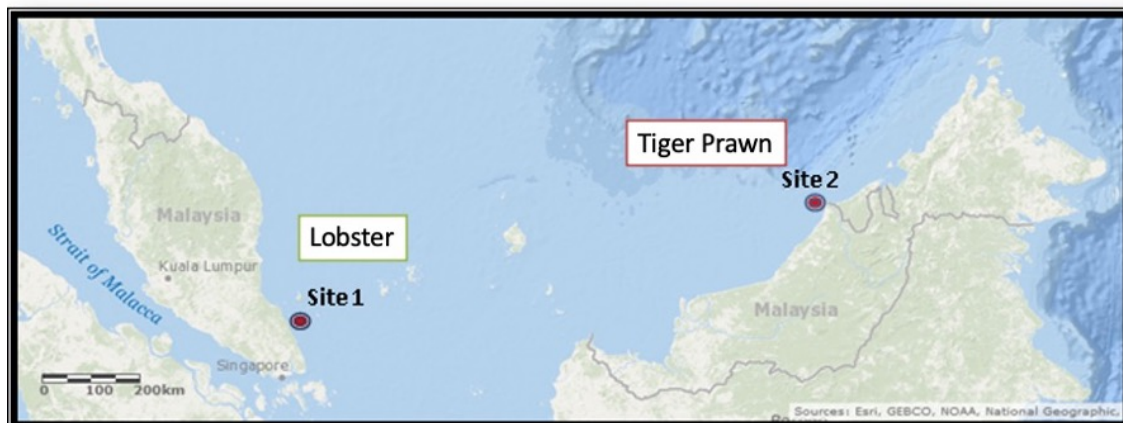 Tiger Prawn
Site 2
Malaysia
Lobster
Strait of Malacca
Kuala Lumpur
Site 1
Malaysia
Singapore
0 100 200km
Sources: Esri, GEBCO, NOAA, National Geographic,